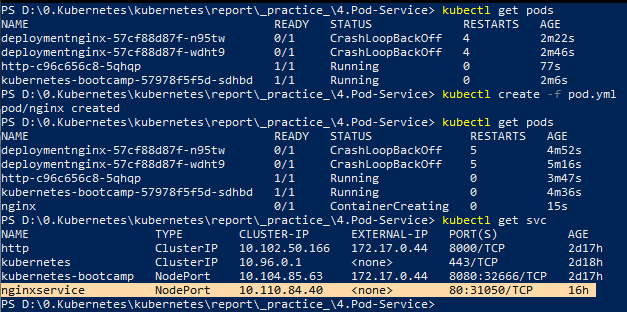 PS D:\0.Kubernetes\kubernetes\report\_practice_\4.Pod-Service> kubectl get pods
NAME READY STATUS RESTARTS AGE
deploymentnginx-57cf88d87f-n95tw 0/1 CrashLoopBackOff 4 2m22s
deploymentnginx-57cf88d87f-wdht9 0/1 CrashLoopBackOff 4 2m46s
http-c96c656c8-5qhqp 1/1 Running 0 77s
kubernetes-bootcamp-57978f5f5d-sdhbd 1/1 Running 0 2m6s
PS D:\0.Kubernetes\kubernetes\report\_practice_\4.Pod-Service> kubectl create -f pod.yml
pod/nginx created
PS D:\0.Kubernetes\kubernetes\report\_practice_\4.Pod-Service> kubectl get pods
NAME READY STATUS RESTARTS AGE
deploymentnginx-57cf88d87f-n95tw 0/1 CrashLoopBackOff 5 4m52s
deploymentnginx-57cf88d87f-wdht9 0/1 CrashLoopBackOff 5 5m16s
http-c96c656c8-5qhqp 1/1 Running 0 3m47s
kubernetes-bootcamp-57978f5f5d-sdhbd 1/1 Running 0 4m36s
nginx 0/1 ContainerCreating 0 15s
PS D:\0.Kubernetes\kubernetes\report\_practice_\4.Pod-Service> kubectl get svc
NAME TYPE CLUSTER-IP EXTERNAL-IP PORT(S) AGE
http ClusterIP 10.102.50.166 172.17.0.44 8000/TCP 2d17h
kubernetes ClusterIP 10.96.0.1 <none> 443/TCP 2d18h
kubernetes-bootcamp NodePort 10.104.85.63 172.17.0.44 8080:32666/TCP 2d17h
nginxservice NodePort 10.110.84.40 <none> 80:31050/TCP 16h
PS D:\0.Kubernetes\kubernetes\report\_practice_\4.Pod-Service>